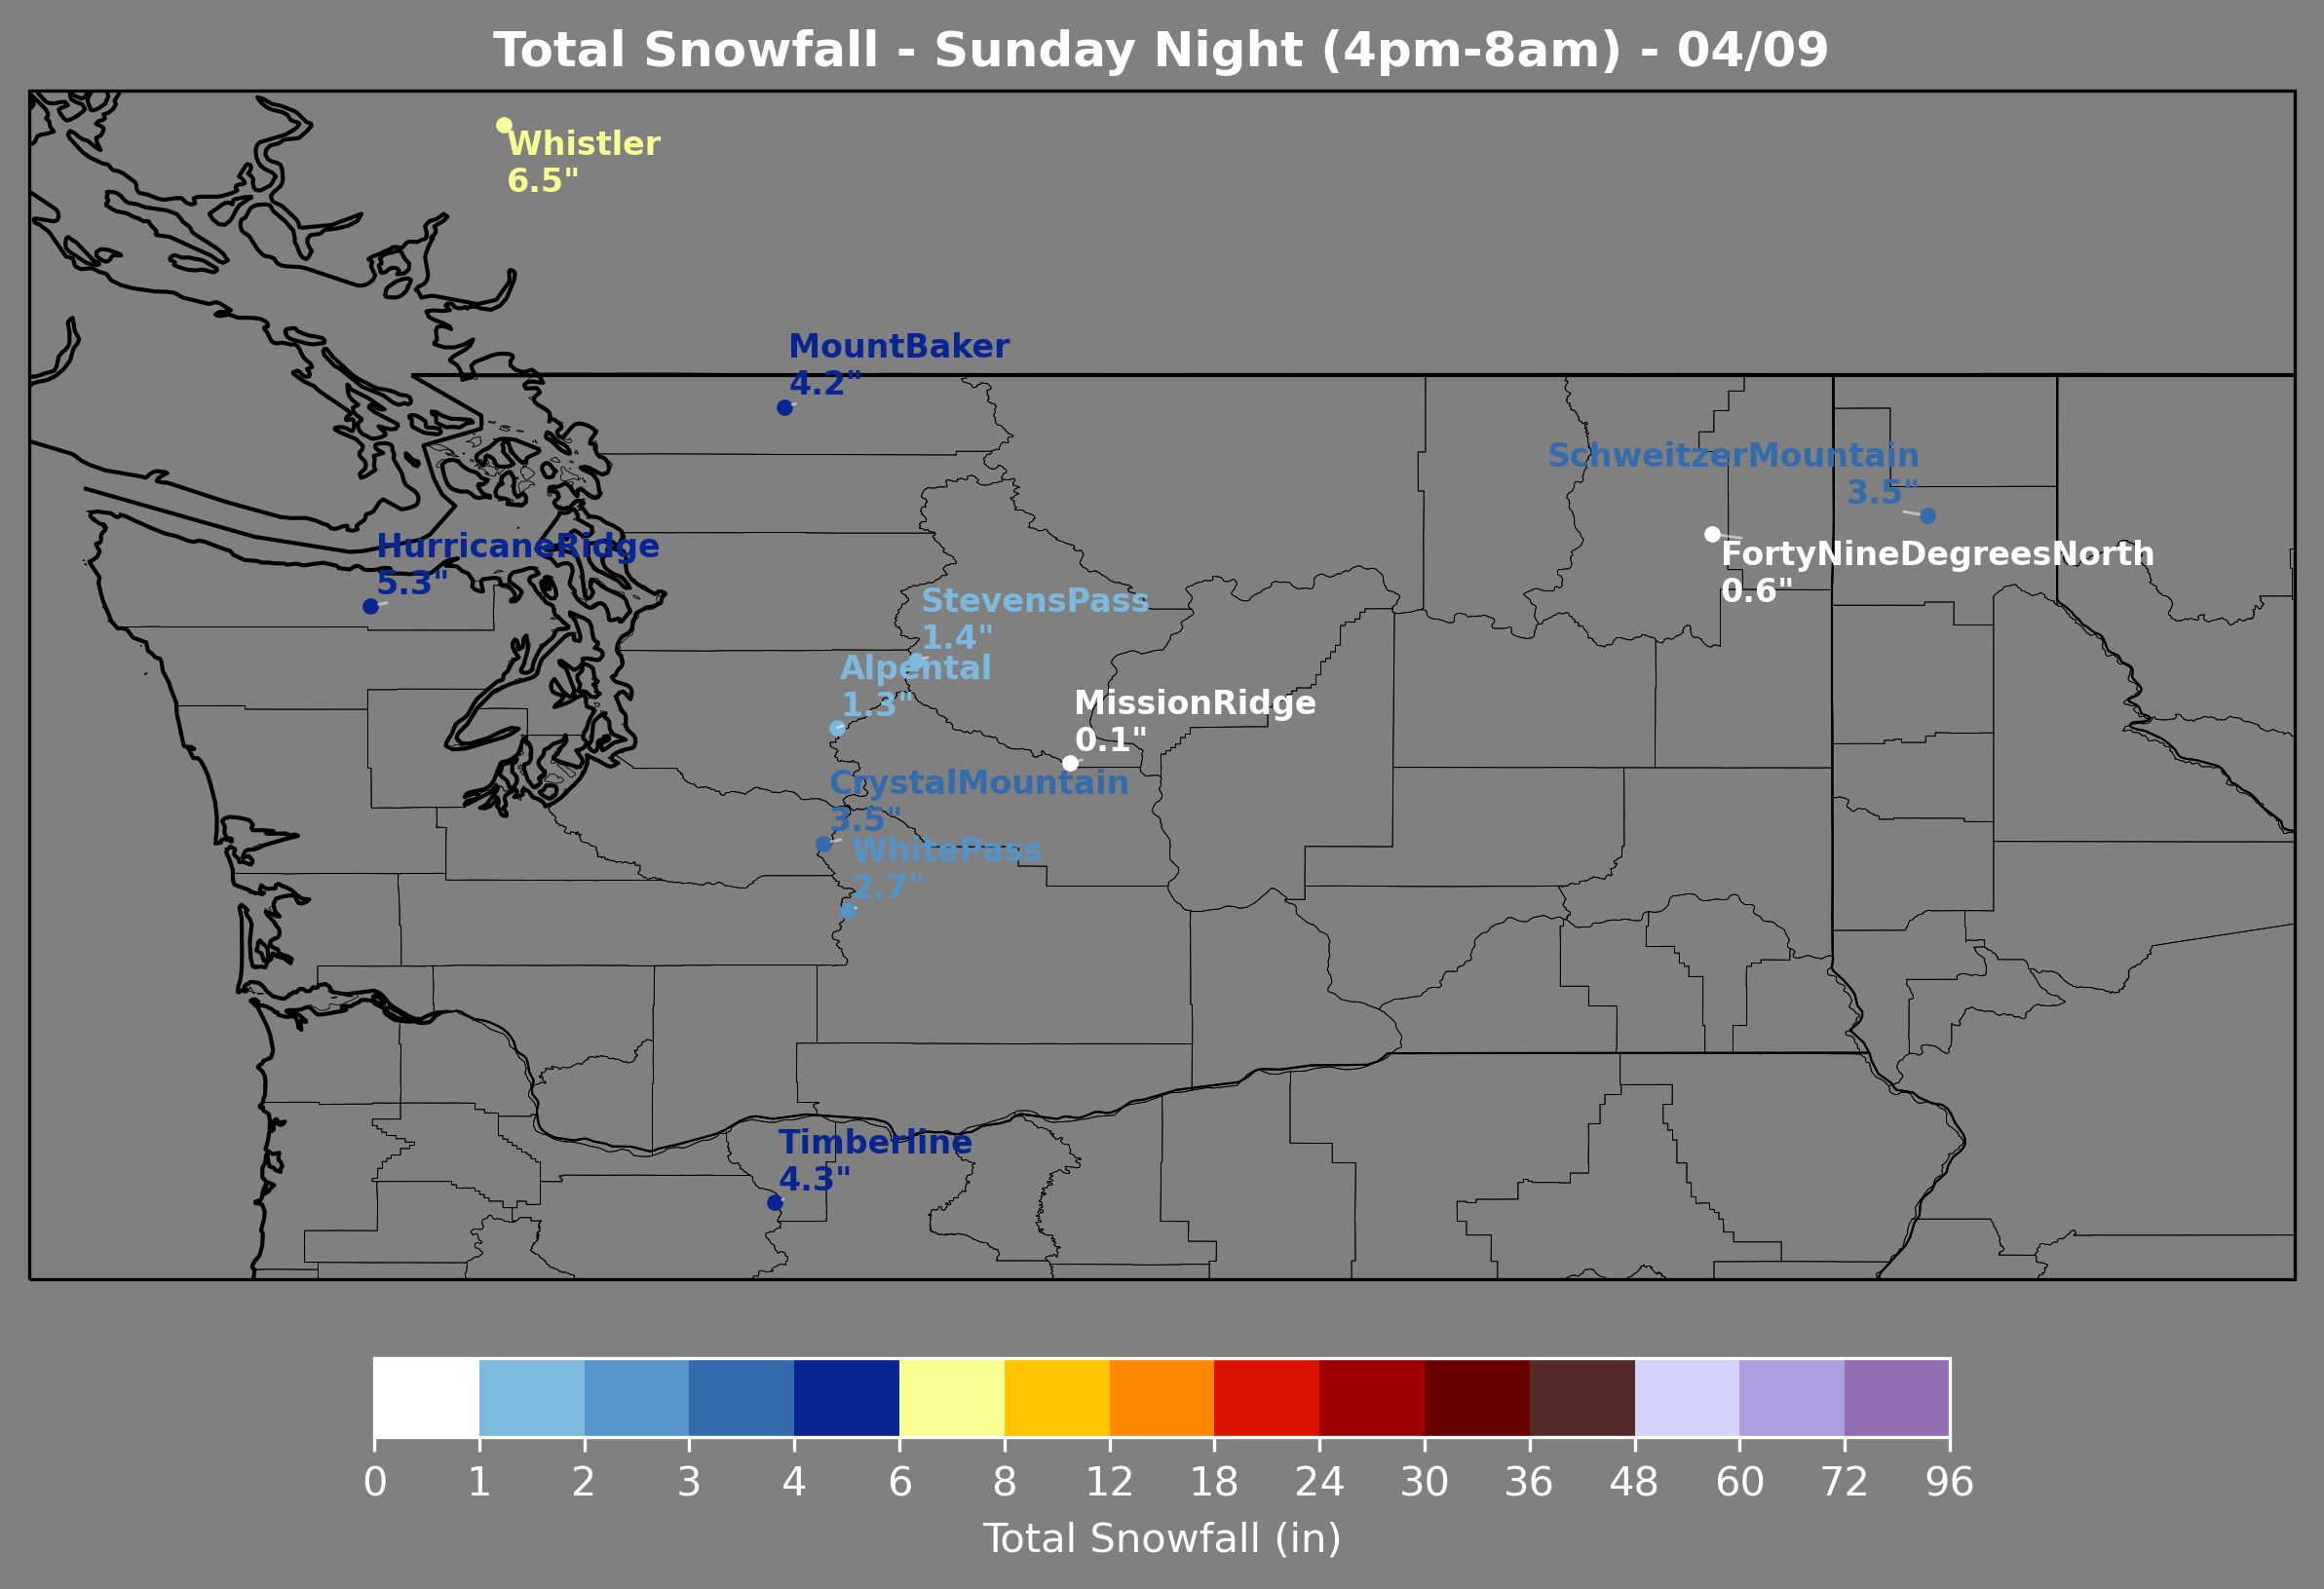 Total Snowfall - Sunday Night (4pm-8am) - 04/09
Whistler
6.5"
MountBaker
4.2"
SchweitzerMountain
3.5"
HurricaneRidge
5.3"
FortyNineDegreesNorth
0.6"
StevensPass
1.4"
Alpental
1.3"
MissionRidge
0.1"
CrystalMountain
3.5"
WhitePass
2.7"
Timberline
4.3"
0 1 2 3 4 6 8 12 18 24 30 36 48 60 72 96
Total Snowfall (in)